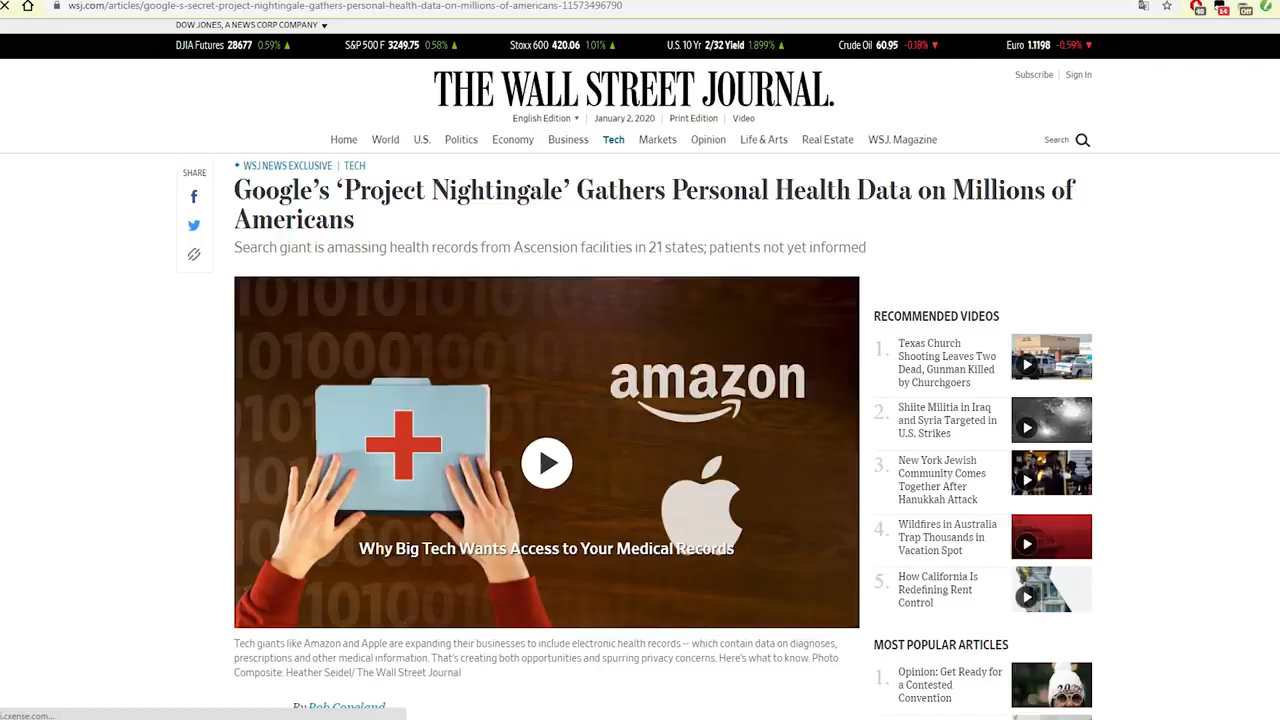 wsj.com/articles/google-s-secret-project-nightingale-gathers-personal-health-data-on-millions-of-americans-11573496790
DOW JONES, A NEWS CORP COMPANY
DJIA Futures 28677 0.59% S&P 500 F 3249.75 0.58% Stoxx 600 420.06 1.01% U.S. 10 Yr 2/32 Yield 1.899% Crude Oil 60.95 -0.18% Euro 1.1198 -0.59%
THE WALL STREET JOURNAL.
Subscribe Sign In
English Edition January 2, 2020 Print Edition Video
Home World U.S. Politics Economy Business Tech Markets Opinion Life & Arts Real Estate WSJ. Magazine Search
WSJ NEWS EXCLUSIVE | TECH
SHARE
Google's ‘Project Nightingale’ Gathers Personal Health Data on Millions of
Americans
Search giant is amassing health records from Ascension facilities in 21 states; patients not yet informed
amazon
Why Big Tech Wants Access to Your Medical Records
Tech giants like Amazon and Apple are expanding their businesses to include electronic health records -- which contain data on diagnoses,
prescriptions and other medical information. That's creating both opportunities and spurring privacy concerns. Here's what to know. Photo
Composite: Heather Seidel/ The Wall Street Journal
By Rob Copeland
RECOMMENDED VIDEOS
1. Texas Church
Shooting Leaves Two
Dead, Gunman Killed
by Churchgoers
2. Shiite Militia in Iraq
and Syria Targeted in
U.S. Strikes
3. New York Jewish
Community Comes
Together After
Hanukkah Attack
4. Wildfires in Australia
Trap Thousands in
Vacation Spot
5. How California Is
Redefining Rent
Control
MOST POPULAR ARTICLES
1. Opinion: Get Ready for
a Contested
Convention
i.cxense.com...